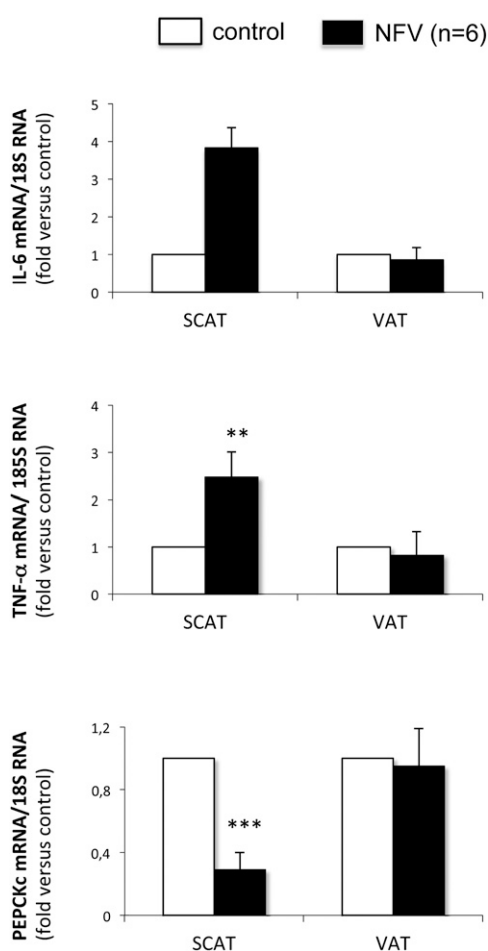 control NFV (n=6)
IL-6 mRNA/18S RNA
(fold versus control)
5
4
3
2
1
0
SCAT VAT
TNF-α mRNA/ 185S RNA
(fold versus control)
4
3
2
1
0
**
SCAT VAT
PEPCKc mRNA/18S RNA
(fold versus control)
1,2
0,8
0,4
0
***
SCAT VAT